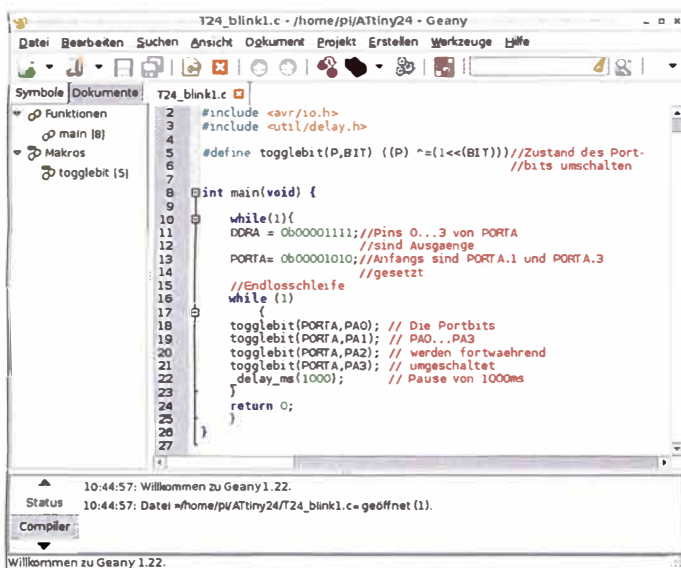 T24_blink1.c - /home/pi/ATtiny24 - Geany
Datei Bearbeiten Suchen Ansicht Dokument Projekt Erstellen Werkzeuge Hilfe
Symbole Dokumente T24_blink1.c
Funktionen
main [8]
Makros
togglebit [5]
2 #include <avr/io.h>
3 #include <util/delay.h>
4
5 #define togglebit(P,BIT) ((P) ^=(1<<(BIT)))//Zustand des Port-
6 //bits umschalten
7
8 int main(void) {
9
10 while(1){
11 DDRA = 0b00001111;//Pins 0...3 von PORTA
12 //sind Ausgaenge
13 PORTA= 0b00001010;//Anfangs sind PORTA.1 und PORTA.3
14 //gesetzt
15 //Endlosschleife
16 while (1)
17 {
18 togglebit(PORTA,PA0); // Die Portbits
19 togglebit(PORTA,PA1); // PA0...PA3
20 togglebit(PORTA,PA2); // werden fortwaehrend
21 togglebit(PORTA,PA3); // umgeschaltet
22 _delay_ms(1000); // Pause von 1000ms
23 }
24 return 0;
25 }
26 }
27
Status
Compiler
10:44:57: Willkommen zu Geany 1.22.
10:44:57: Datei »/home/pi/ATtiny24/T24_blink1.c« geöffnet (1).
Willkommen zu Geany 1.22.